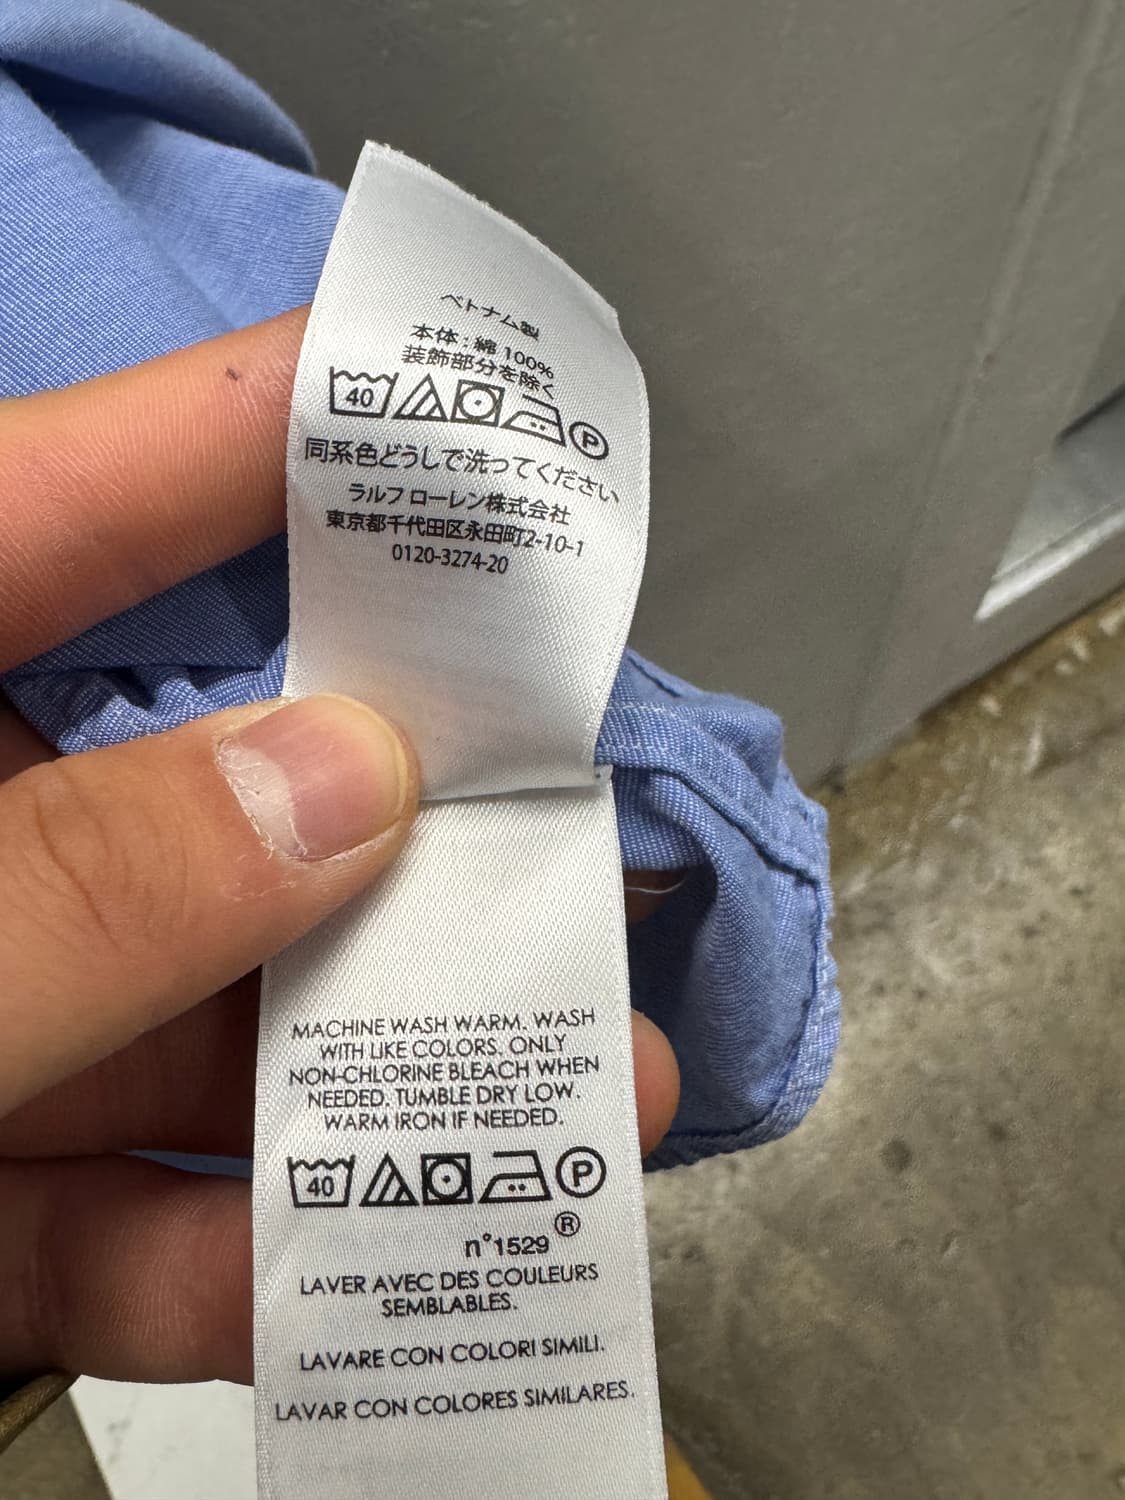 ベトナム製
本体:綿100%
装飾部分を除く
40 P
同系色どうしで洗ってください
ラルフ ローレン株式会社
東京都千代田区永田町2-10-1
0120-3274-20
MACHINE WASH WARM. WASH
WITH LIKE COLORS. ONLY
NON-CHLORINE BLEACH WHEN
NEEDED. TUMBLE DRY LOW.
WARM IRON IF NEEDED.
40 P
n°1529 ®
LAVER AVEC DES COULEURS
SEMBLABLES.
LAVARE CON COLORI SIMILI.
LAVAR CON COLORES SIMILARES.